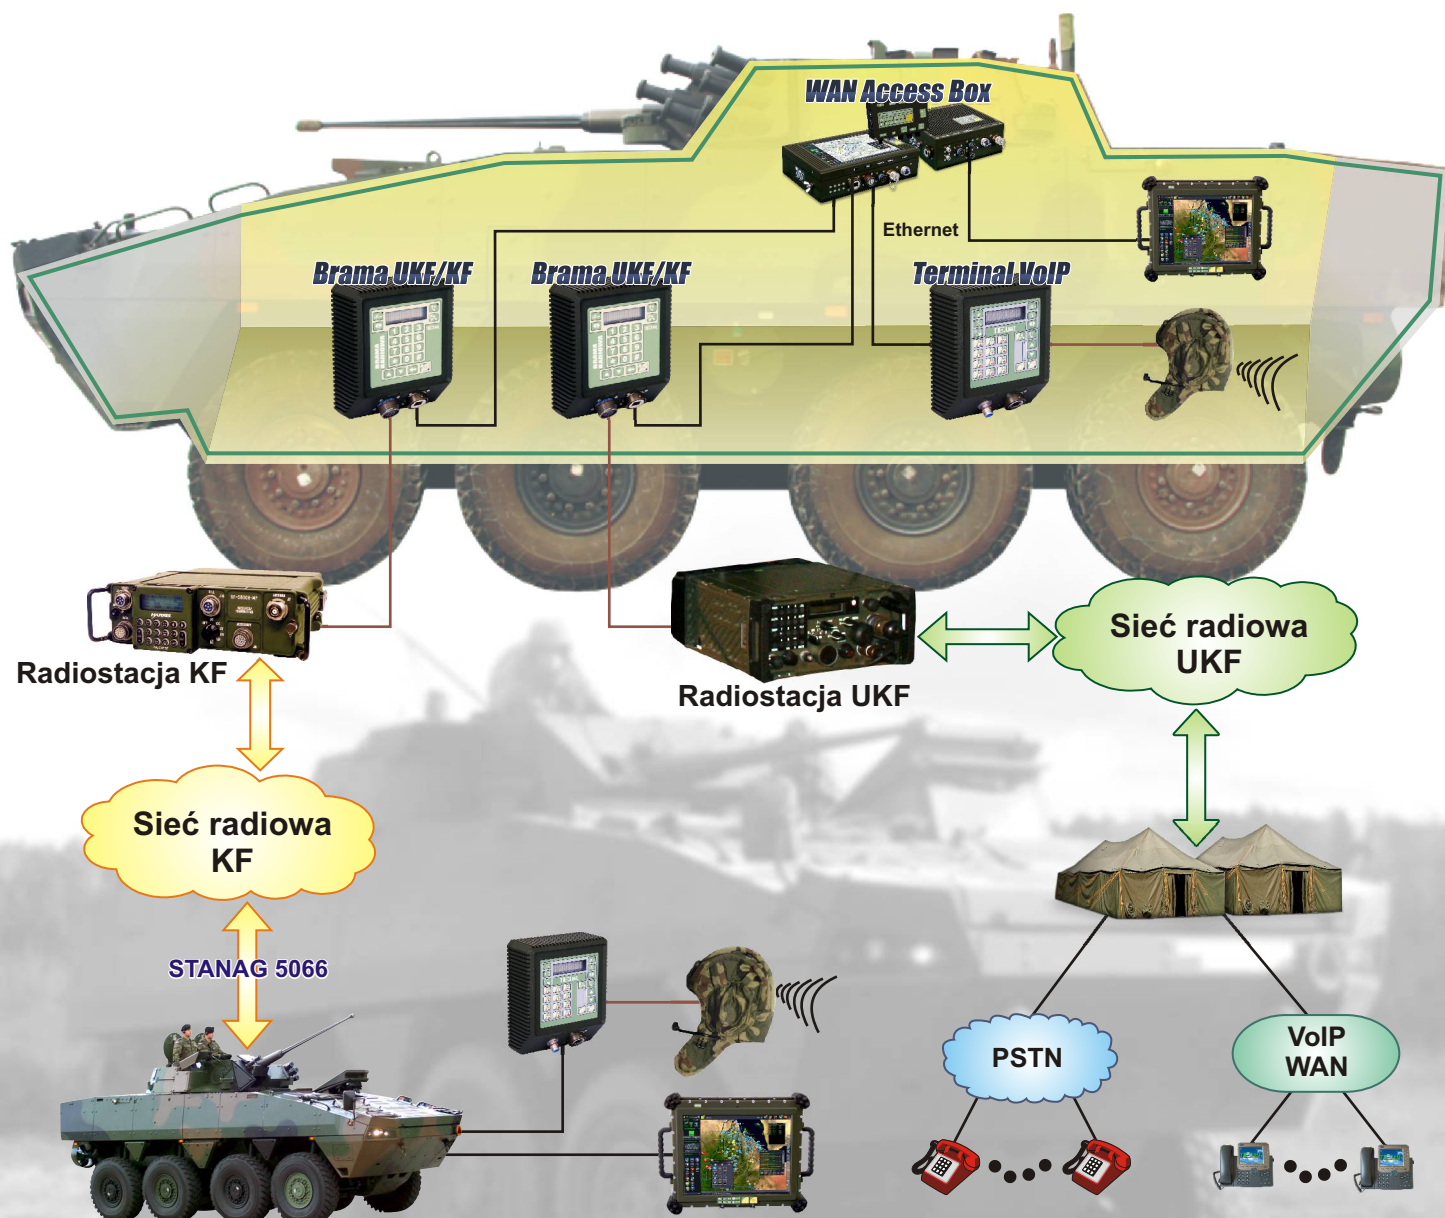 WAN Access Box
Ethernet
Brama UKF/KF
Brama UKF/KF
Terminal VoIP
Radiostacja KF
Radiostacja UKF
Sieć radiowa
UKF
Sieć radiowa
KF
STANAG 5066
PSTN
VoIP
WAN